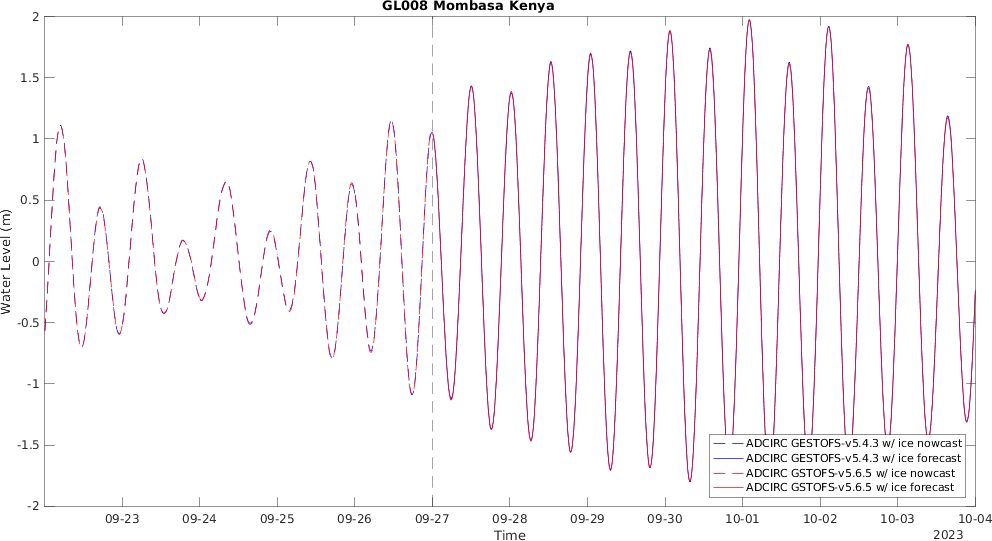 GL008 Mombasa Kenya
Water Level (m)
2
1.5
1
0.5
0
-0.5
-1
-1.5
-2
ADCIRC GESTOFS-v5.4.3 w/ ice nowcast
ADCIRC GESTOFS-v5.4.3 w/ ice forecast
ADCIRC GSTOFS-v5.6.5 w/ ice nowcast
ADCIRC GSTOFS-v5.6.5 w/ ice forecast
09-23 09-24 09-25 09-26 09-27 09-28 09-29 09-30 10-01 10-02 10-03 10-04
Time
2023